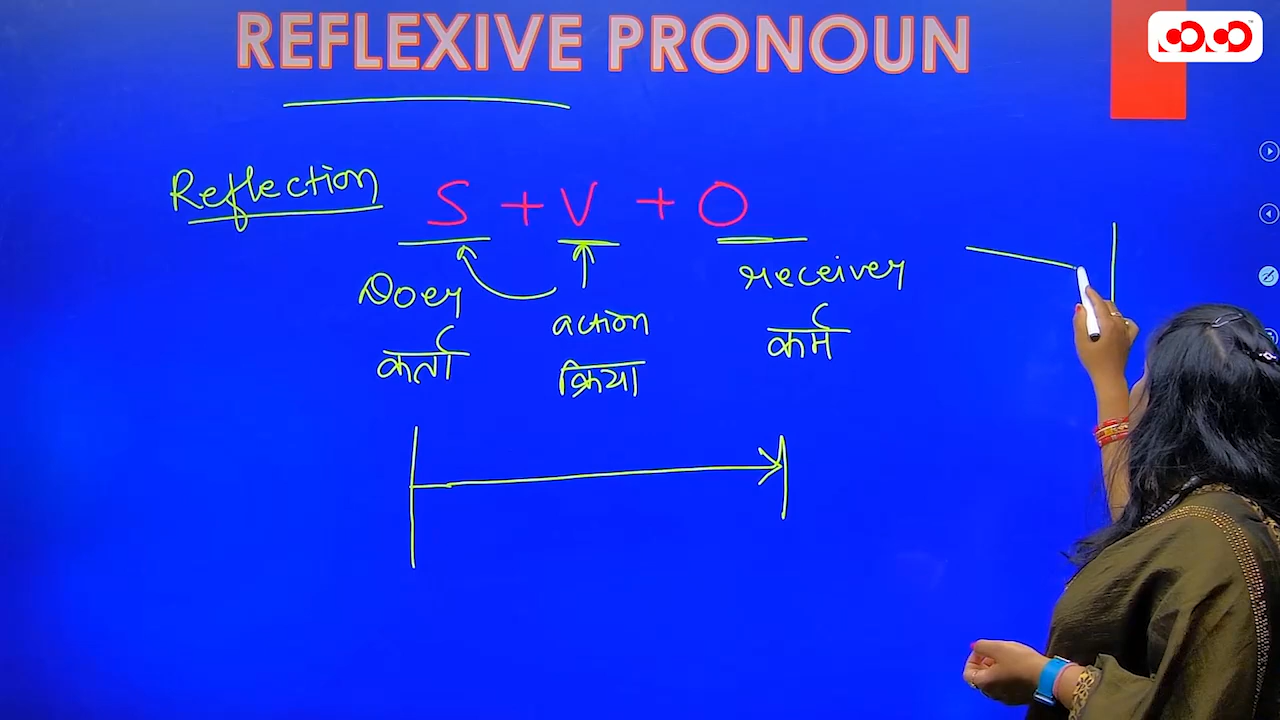 REFLEXIVE PRONOUN
Reflection
S + V + O
Doer
action
receiver
कर्ता
क्रिया
कर्म